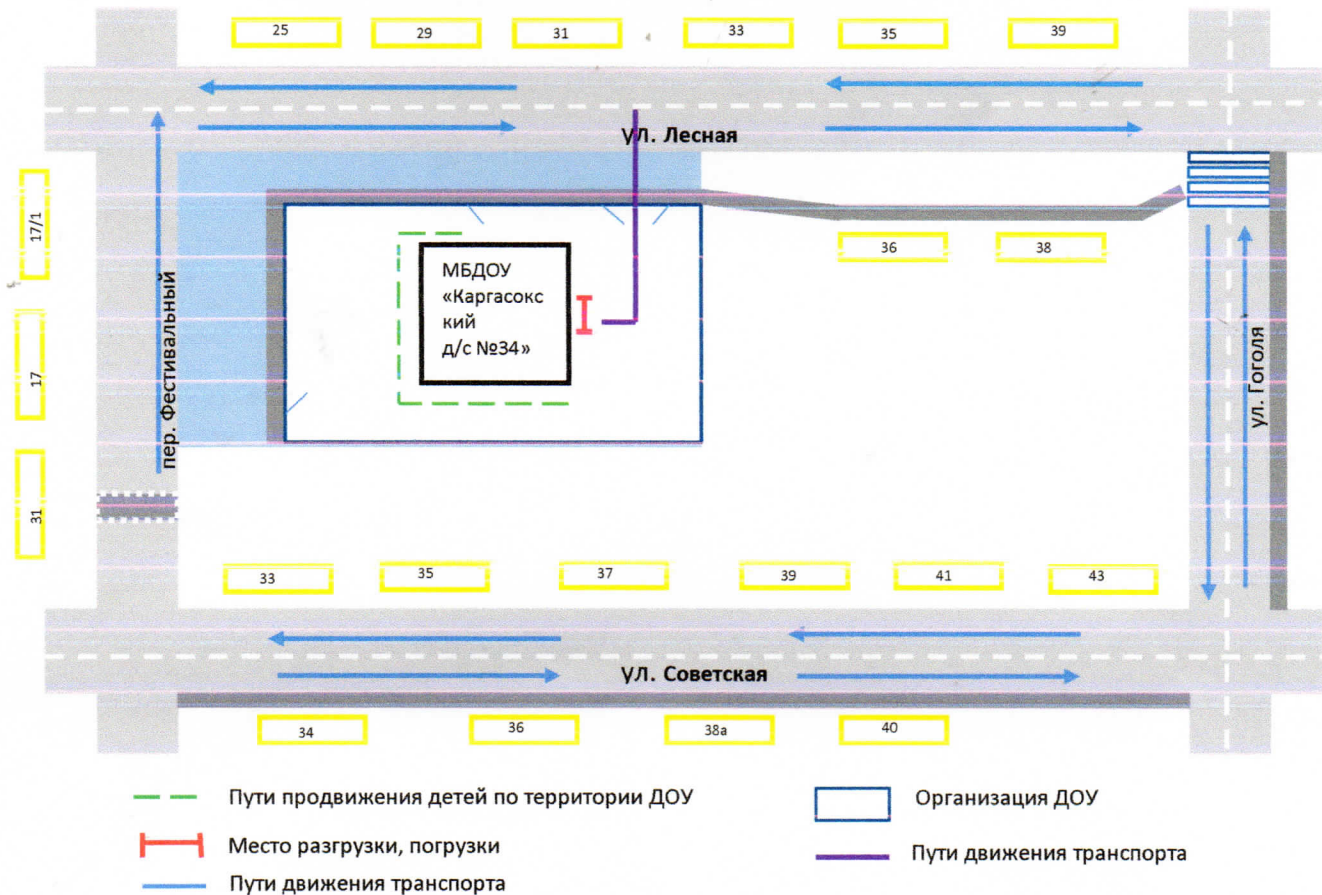 25
29
31
33
35
39
ул. Лесная
17/1
17
31
пер. Фестивальный
МБДОУ
«Каргасокс
кий
д/с №34»
36
38
ул. Гоголя
33
35
37
39
41
43
ул. Советская
34
36
38а
40
Пути продвижения детей по территории ДОУ
Организация ДОУ
Место разгрузки, погрузки
Пути движения транспорта
Пути движения транспорта